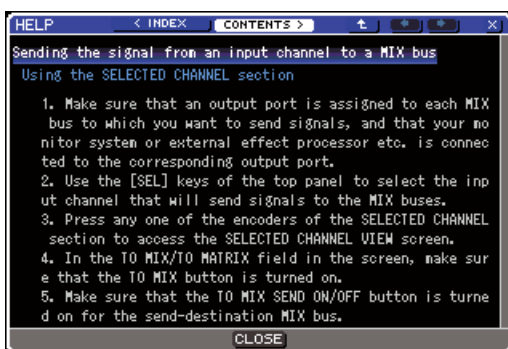 HELP < INDEX CONTENTS > X
Sending the signal from an input channel to a MIX bus
Using the SELECTED CHANNEL section
1. Make sure that an output port is assigned to each MIX
bus to which you want to send signals, and that your mo
nitor system or external effect processor etc. is connec
ted to the corresponding output port.
2. Use the [SEL] keys of the top panel to select the inp
ut channel that will send signals to the MIX buses.
3. Press any one of the encoders of the SELECTED CHANNEL
section to access the SELECTED CHANNEL VIEW screen.
4. In the TO MIX/TO MATRIX field in the screen, make sur
e that the TO MIX button is turned on.
5. Make sure that the TO MIX SEND ON/OFF button is turne
d on for the send-destination MIX bus.
CLOSE